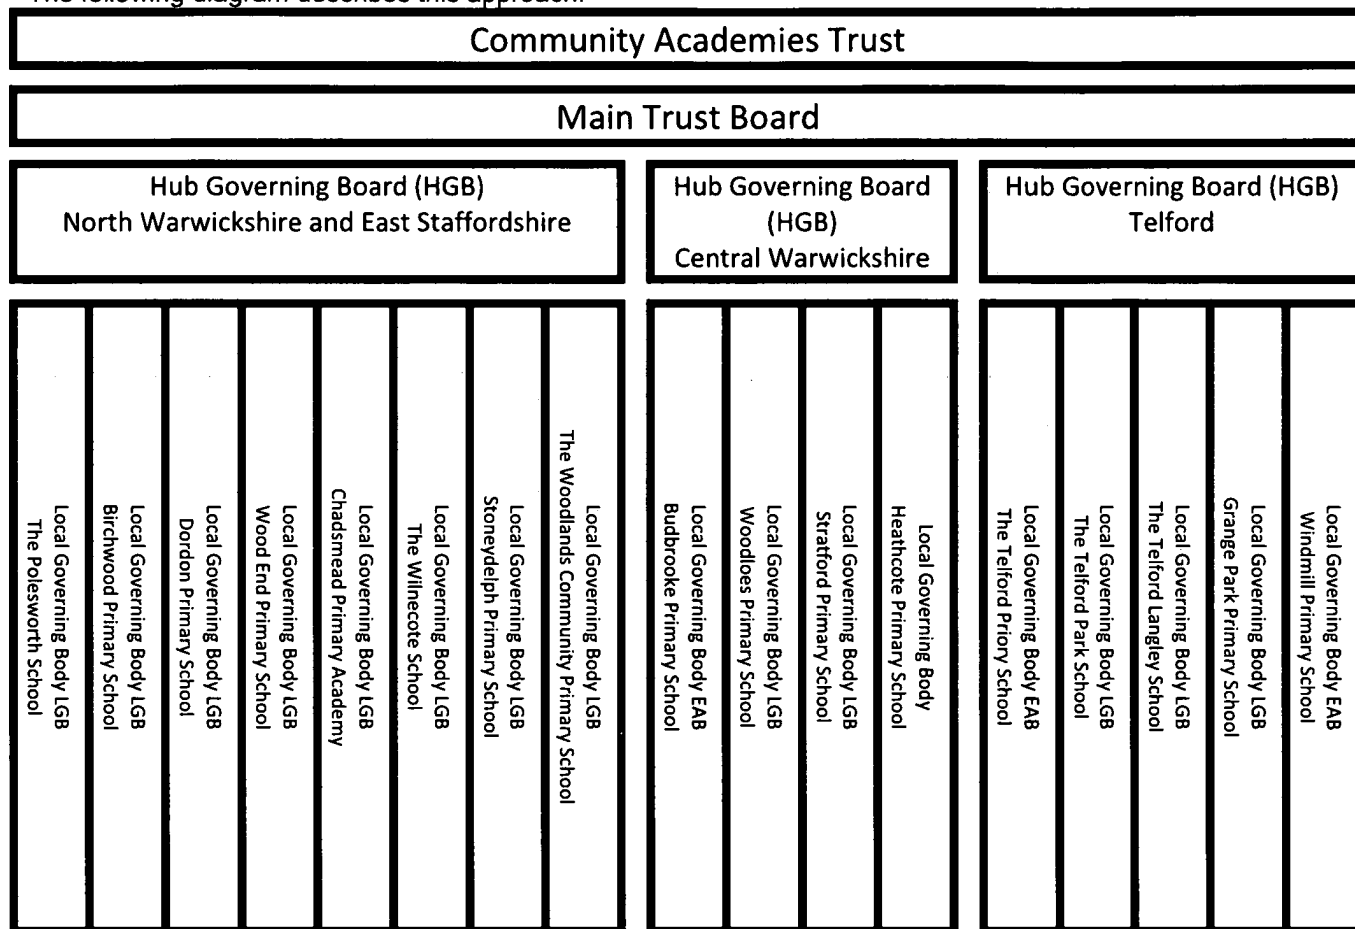 The following diagram describes this approach.
Community Academies Trust
Main Trust Board
Hub Governing Board (HGB)
North Warwickshire and East Staffordshire
Hub Governing Board
(HGB)
Central Warwickshire
Hub Governing Board (HGB)
Telford
Local Governing Body LGB
The Polesworth School
Local Governing Body LGB
Birchwood Primary School
Local Governing Body LGB
Dordon Primary School
Local Governing Body LGB
Wood End Primary School
Local Governing Body LGB
Chadsmead Primary Academy
Local Governing Body LGB
The Wilnecote School
Local Governing Body LGB
Stoneydelph Primary School
Local Governing Body LGB
The Woodlands Community Primary School
Local Governing Body EAB
Budbrooke Primary School
Local Governing Body LGB
Woodloes Primary School
Local Governing Body LGB
Stratford Primary School
Local Governing Body
Heathcote Primary School
Local Governing Body EAB
The Telford Priory School
Local Governing Body LGB
The Telford Park School
Local Governing Body LGB
The Telford Langley School
Local Governing Body LGB
Grange Park Primary School
Local Governing Body EAB
Windmill Primary School